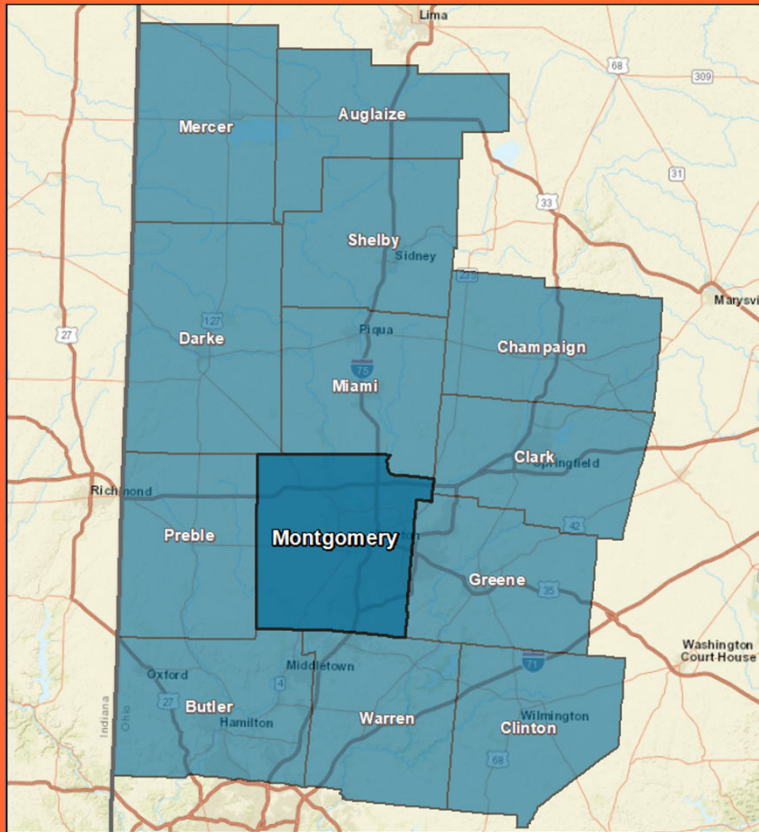 Lima
68
309
Mercer
Auglaize
31
33
Shelby
Sidney
Marysvi
27
127
Darke
Piqua
75
Miami
Champaign
Clark
Springfield
Richmond
42
Preble
Montgomery
Greene
35
Washington
Court House
71
Middletown
Oxford
4
27
Butler
Hamilton
Warren
Wilmington
Clinton
68
Indiana
Ohio